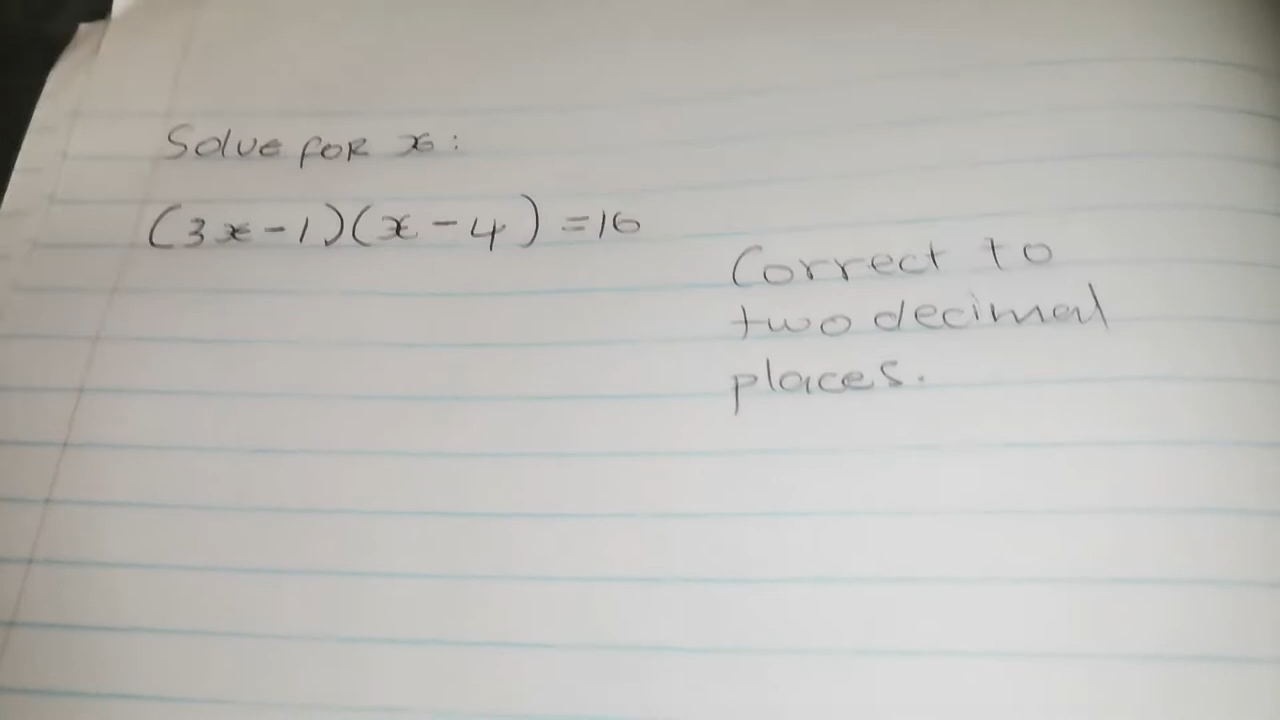 Solve for x:
(3x-1)(x-4) =16
Correct to
two decimal
places.